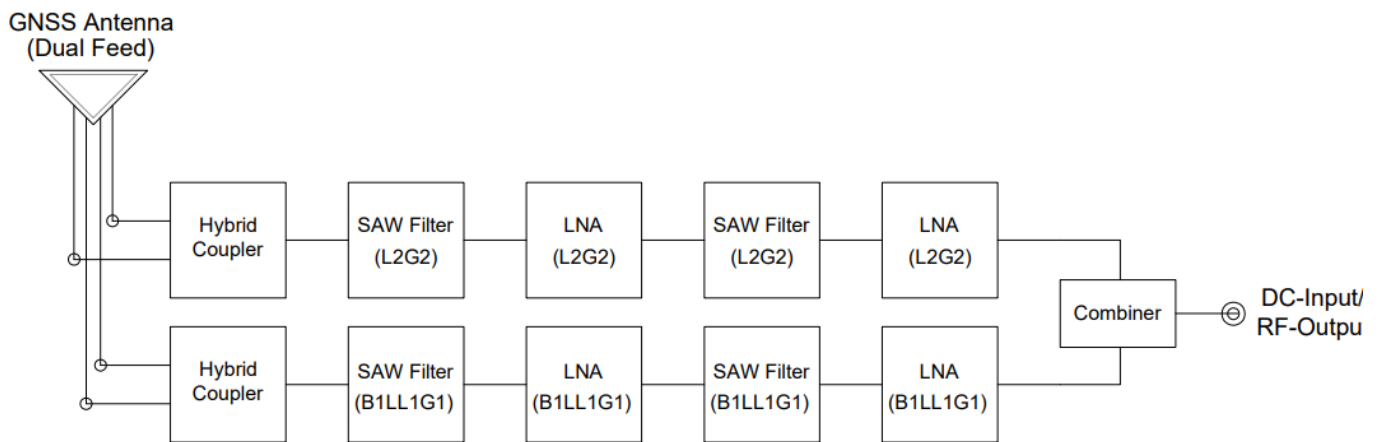 GNSS Antenna
(Dual Feed)
Hybrid
Coupler
SAW Filter
(L2G2)
LNA
(L2G2)
SAW Filter
(L2G2)
LNA
(L2G2)
Combiner
DC-Input/
RF-Outpu
Hybrid
Coupler
SAW Filter
(B1LL1G1)
LNA
(B1LL1G1)
SAW Filter
(B1LL1G1)
LNA
(B1LL1G1)